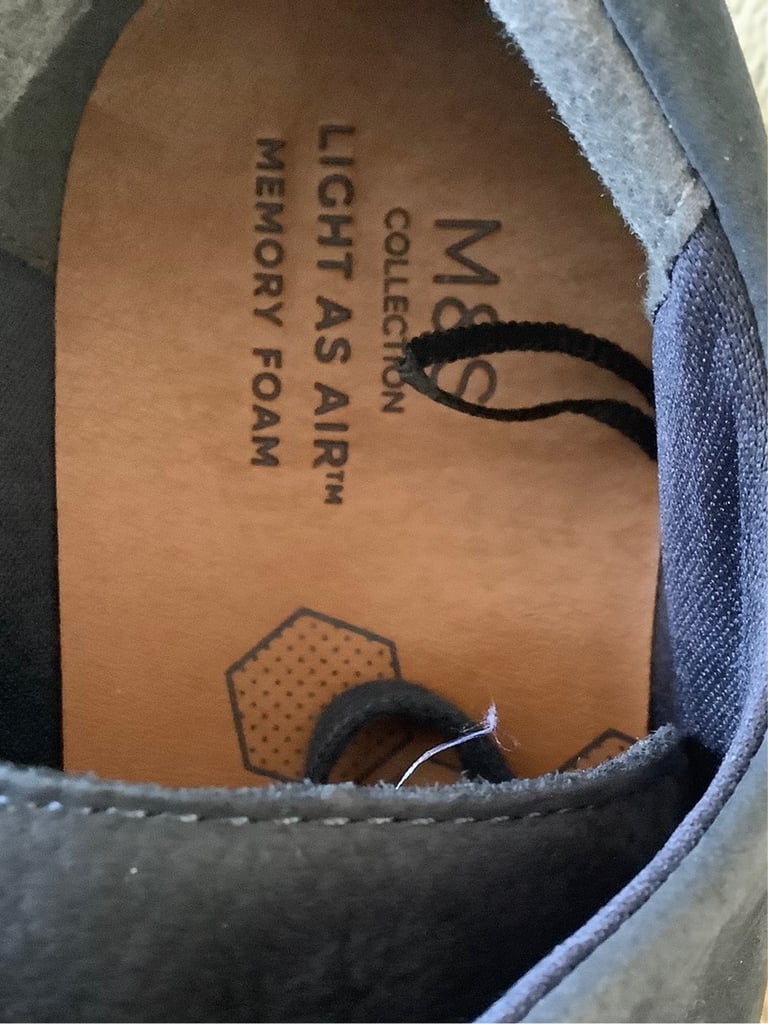 M&S
COLLECTION
LIGHT AS AIR™
MEMORY FOAM